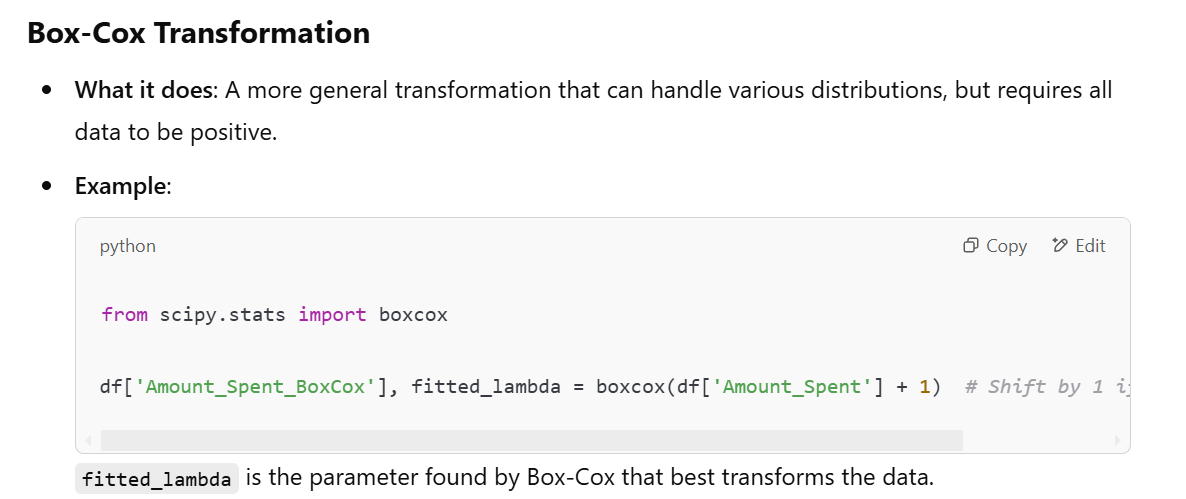 Box-Cox Transformation
• What it does: A more general transformation that can handle various distributions, but requires all
data to be positive.
• Example:
python Copy Edit
from scipy.stats import boxcox
df['Amount_Spent_BoxCox'], fitted_lambda = boxcox(df['Amount_Spent'] + 1)  # Shift by 1
fitted_lambda is the parameter found by Box-Cox that best transforms the data.